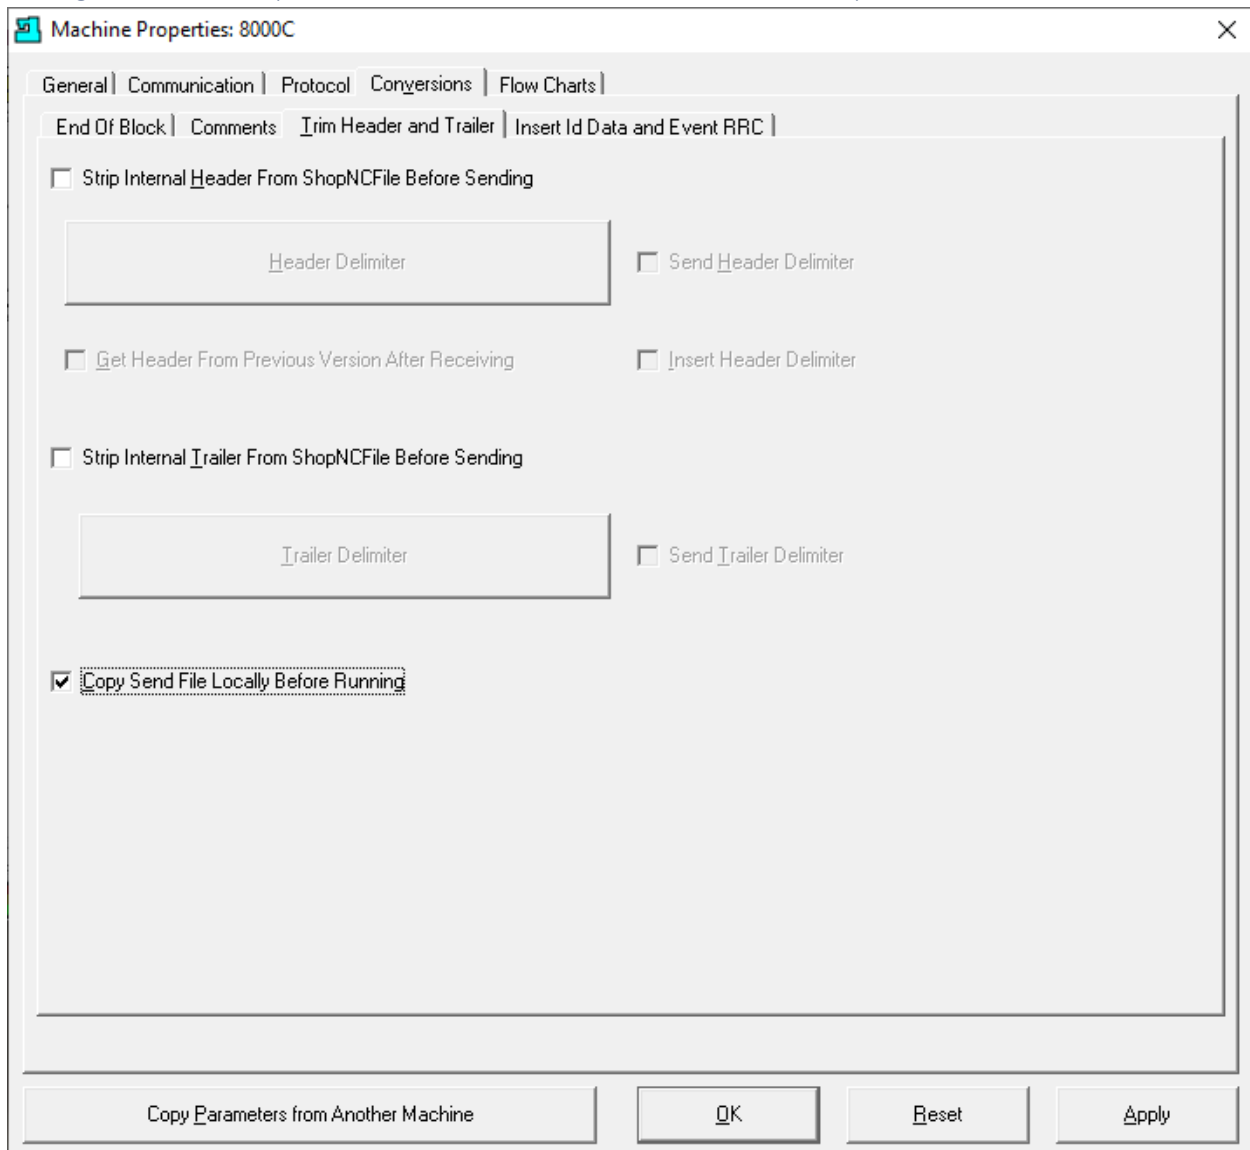 Machine Properties: 8000C
General Communication Protocol Conversions Flow Charts
End Of Block Comments Trim Header and Trailer Insert Id Data and Event RRC
Strip Internal Header From ShopNCFile Before Sending
Header Delimiter Send Header Delimiter
Get Header From Previous Version After Receiving Insert Header Delimiter
Strip Internal Trailer From ShopNCFile Before Sending
Trailer Delimiter Send Trailer Delimiter
Copy Send File Locally Before Running
Copy Parameters from Another Machine OK Reset Apply